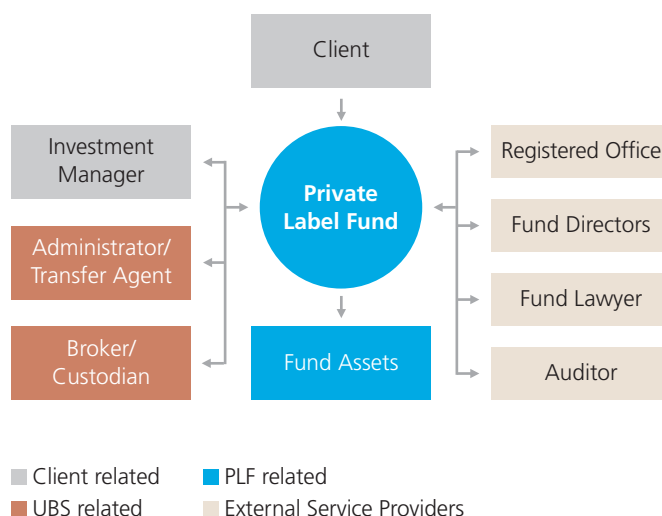 Client
Investment
Manager
Administrator/
Transfer Agent
Broker/
Custodian
Private
Label Fund
Fund Assets
Registered Office
Fund Directors
Fund Lawyer
Auditor
Client related
PLF related
UBS related
External Service Providers